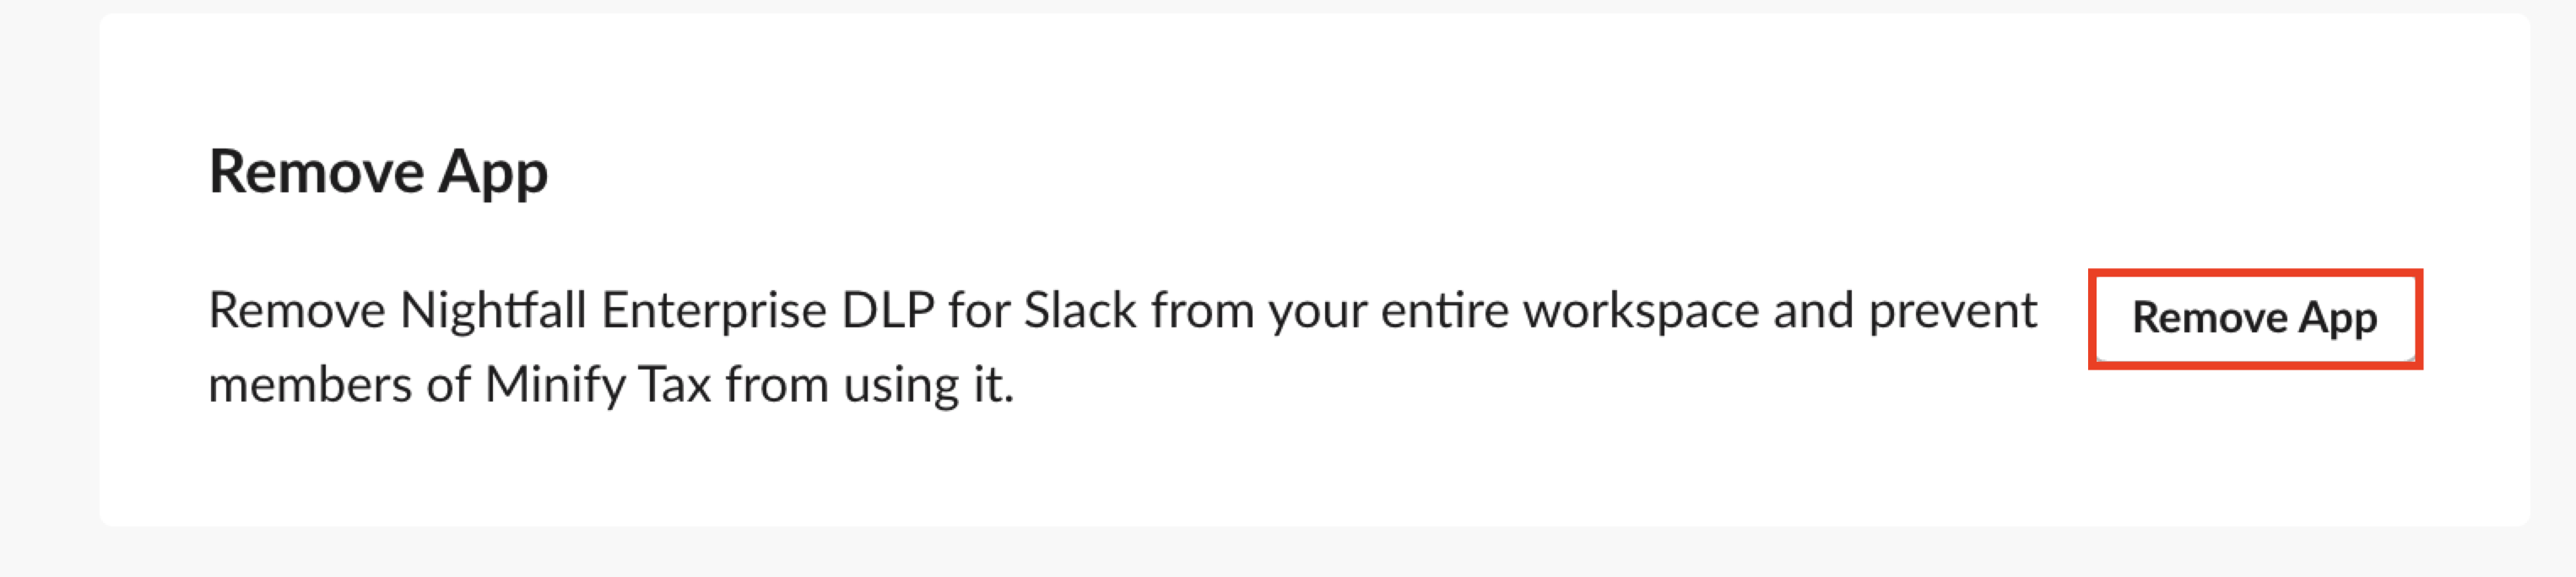 Remove App
Remove Nightfall Enterprise DLP for Slack from your entire workspace and prevent
members of Minify Tax from using it.
Remove App